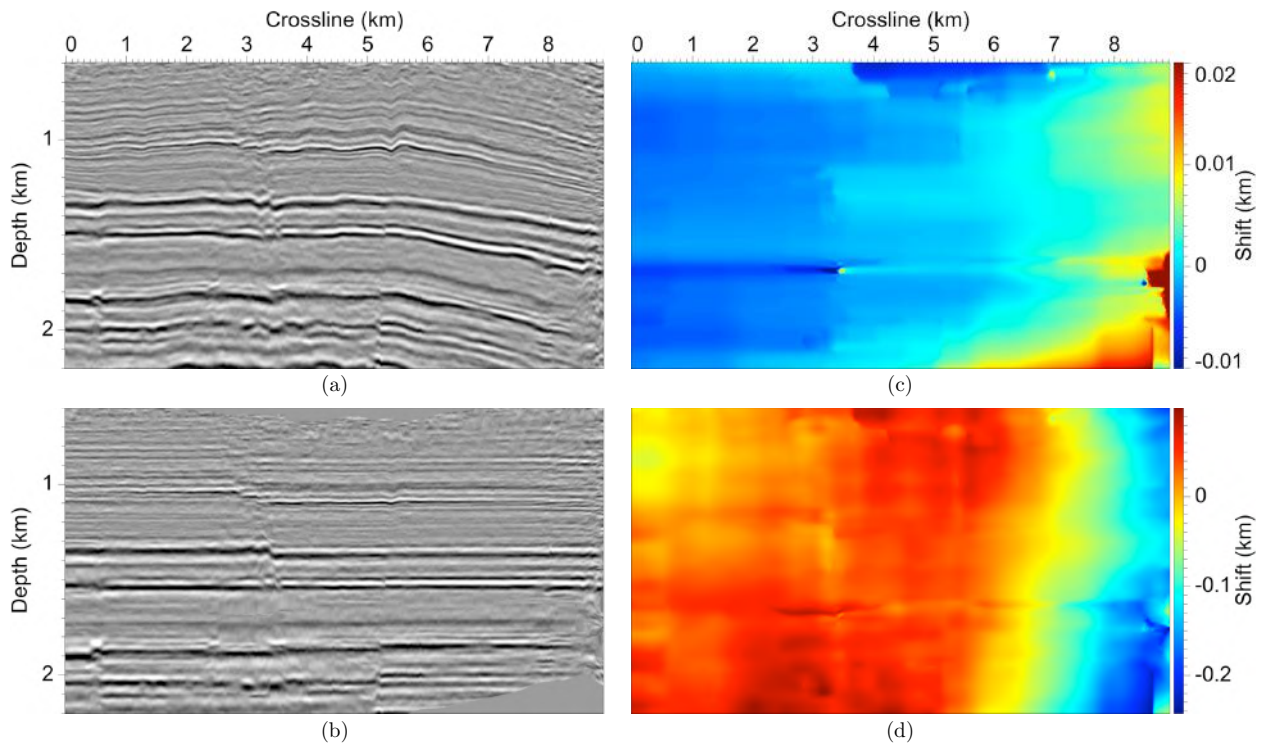 Crossline (km)
0 1 2 3 4 5 6 7 8
Depth (km)
1
2
(a)
Crossline (km)
0 1 2 3 4 5 6 7 8
0.02
0.01
0
-0.01
Shift (km)
(c)
Depth (km)
1
2
(b)
0
-0.1
-0.2
Shift (km)
(d)